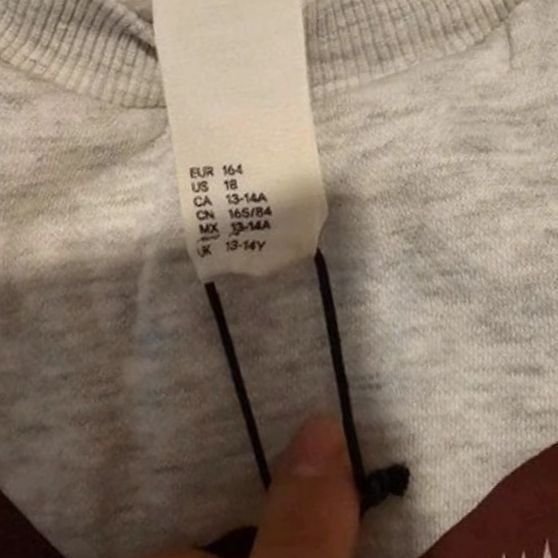 EUR 164
US 18
CA 13-14A
CN 165/84
MX 13-14A
UK 13-14Y